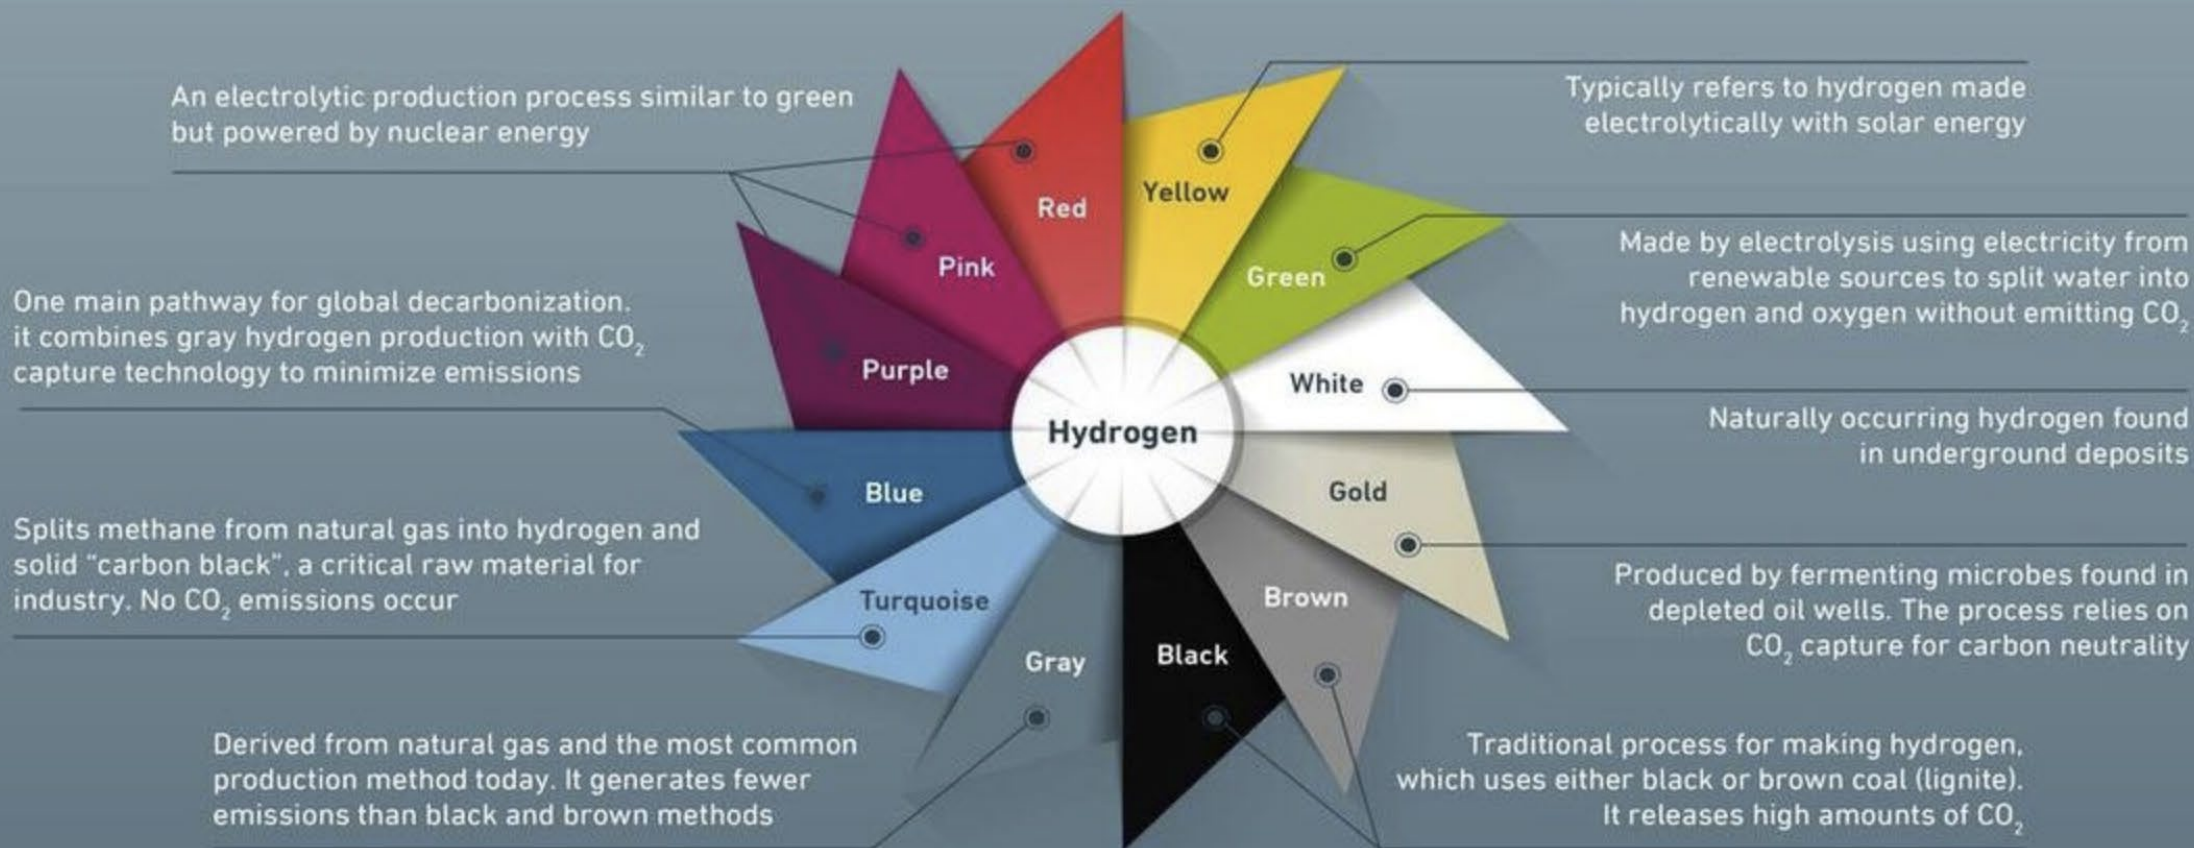 An electrolytic production process similar to green
but powered by nuclear energy
One main pathway for global decarbonization.
it combines gray hydrogen production with CO₂
capture technology to minimize emissions
Splits methane from natural gas into hydrogen and
solid “carbon black”, a critical raw material for
industry. No CO₂ emissions occur
Derived from natural gas and the most common
production method today. It generates fewer
emissions than black and brown methods
Red
Yellow
Pink
Green
Purple
White
Hydrogen
Blue
Gold
Turquoise
Brown
Gray
Black
Typically refers to hydrogen made
electrolytically with solar energy
Made by electrolysis using electricity from
renewable sources to split water into
hydrogen and oxygen without emitting CO₂
Naturally occurring hydrogen found
in underground deposits
Produced by fermenting microbes found in
depleted oil wells. The process relies on
CO₂ capture for carbon neutrality
Traditional process for making hydrogen,
which uses either black or brown coal (lignite).
It releases high amounts of CO₂